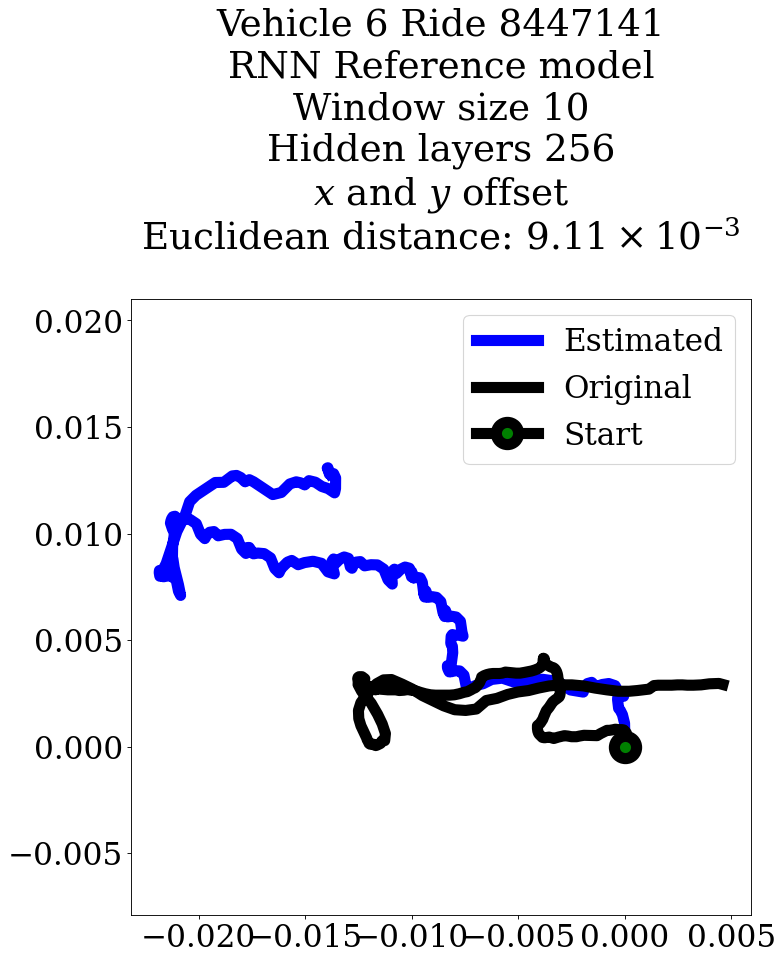 Vehicle 6 Ride 8447141
RNN Reference model
Window size 10
Hidden layers 256
x and y offset
Euclidean distance: 9.11 × 10⁻³
Estimated
Original
Start
0.020
0.015
0.010
0.005
0.000
−0.005
−0.020 −0.015 −0.010 −0.005 0.000 0.005